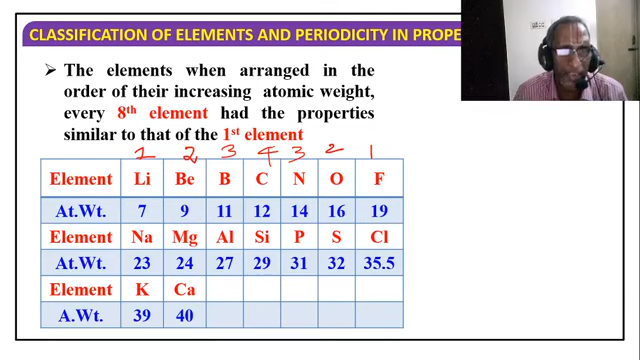 CLASSIFICATION OF ELEMENTS AND PERIODICITY IN PROPE
➢ The elements when arranged in the
order of their increasing atomic weight,
every 8th element had the properties
similar to that of the 1st element
1 2 3 4 3 2 1
Element Li Be B C N O F
At.Wt. 7 9 11 12 14 16 19
Element Na Mg Al Si P S Cl
At.Wt. 23 24 27 29 31 32 35.5
Element K Ca
A.Wt. 39 40